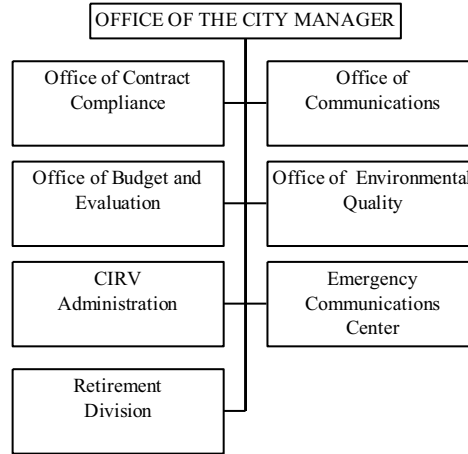 OFFICE OF THE CITY MANAGER
Office of Contract
Compliance
Office of
Communications
Office of Budget and
Evaluation
Office of Environmental
Quality
CIRV
Administration
Emergency
Communications
Center
Retirement
Division